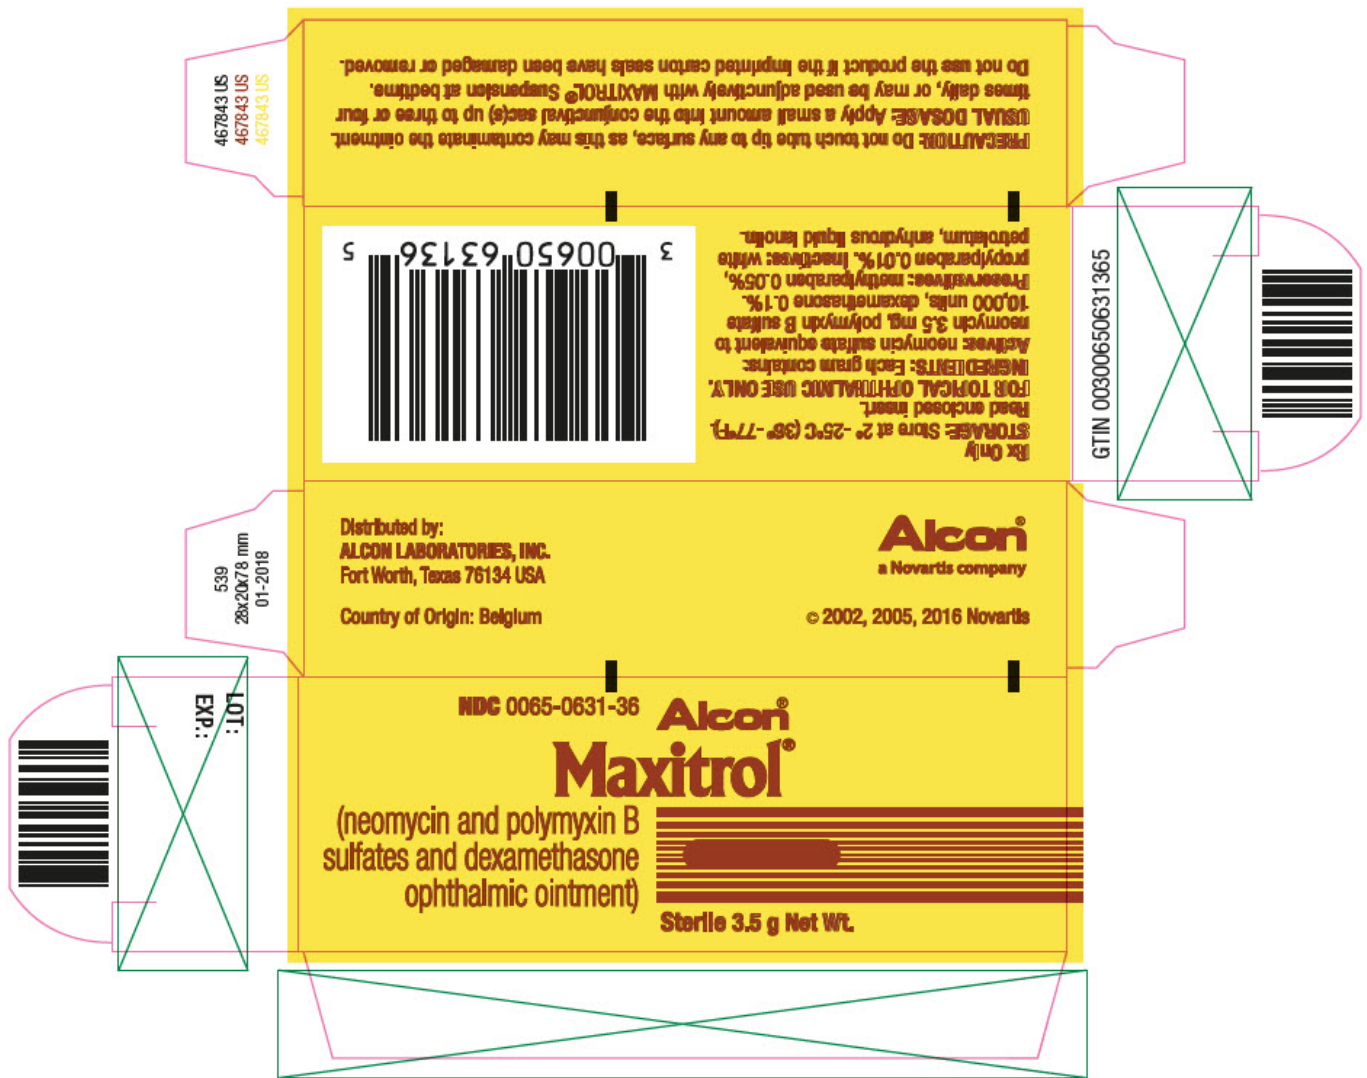 467843 US
467843 US
467843 US
PRECAUTION: Do not touch tube tip to any surface, as this may contaminate the ointment.
USUAL DOSAGE: Apply a small amount into the conjunctival sac(s) up to three or four
times daily, or may be used adjunctively with MAXITROL® Suspension at bedtime.
Do not use the product if the imprinted carton seals have been damaged or removed.
Rx Only
STORAGE: Store at 2° -25°C (36° -77°F).
Read enclosed insert.
FOR TOPICAL OPHTHALMIC USE ONLY.
INGREDIENTS: Each gram contains:
Actives: neomycin sulfate equivalent to
neomycin 3.5 mg, polymyxin B sulfate
10,000 units, dexamethasone 0.1%.
Preservatives: methylparaben 0.05%,
propylparaben 0.01%. Inactives: white
petrolatum, anhydrous liquid lanolin.
3 00650 63136 5
GTIN 00300650631365
539
28x20x78 mm
01-2018
Distributed by:
ALCON LABORATORIES, INC.
Fort Worth, Texas 76134 USA
Country of Origin: Belgium
Alcon®
a Novartis company
© 2002, 2005, 2016 Novartis
LOT:
EXP.:
NDC 0065-0631-36
Alcon®
Maxitrol®
(neomycin and polymyxin B
sulfates and dexamethasone
ophthalmic ointment)
Sterile 3.5 g Net Wt.